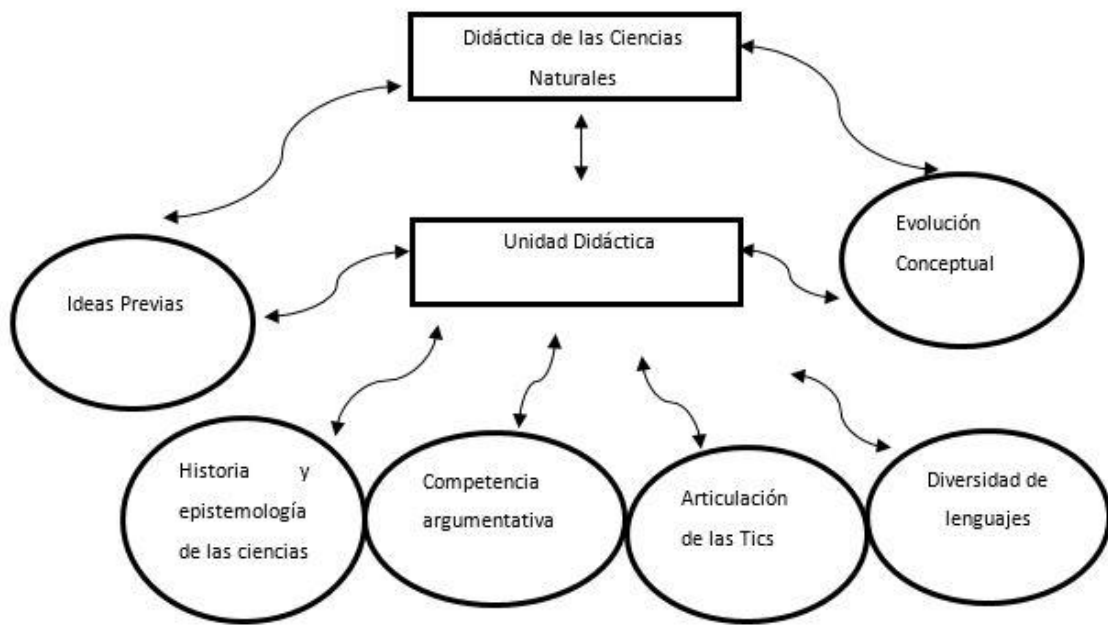 Didáctica de las Ciencias
Naturales
Evolución
Conceptual
Unidad Didáctica
Ideas Previas
Historia y
epistemología
de las ciencias
Competencia
argumentativa
Articulación
de las Tics
Diversidad de
lenguajes